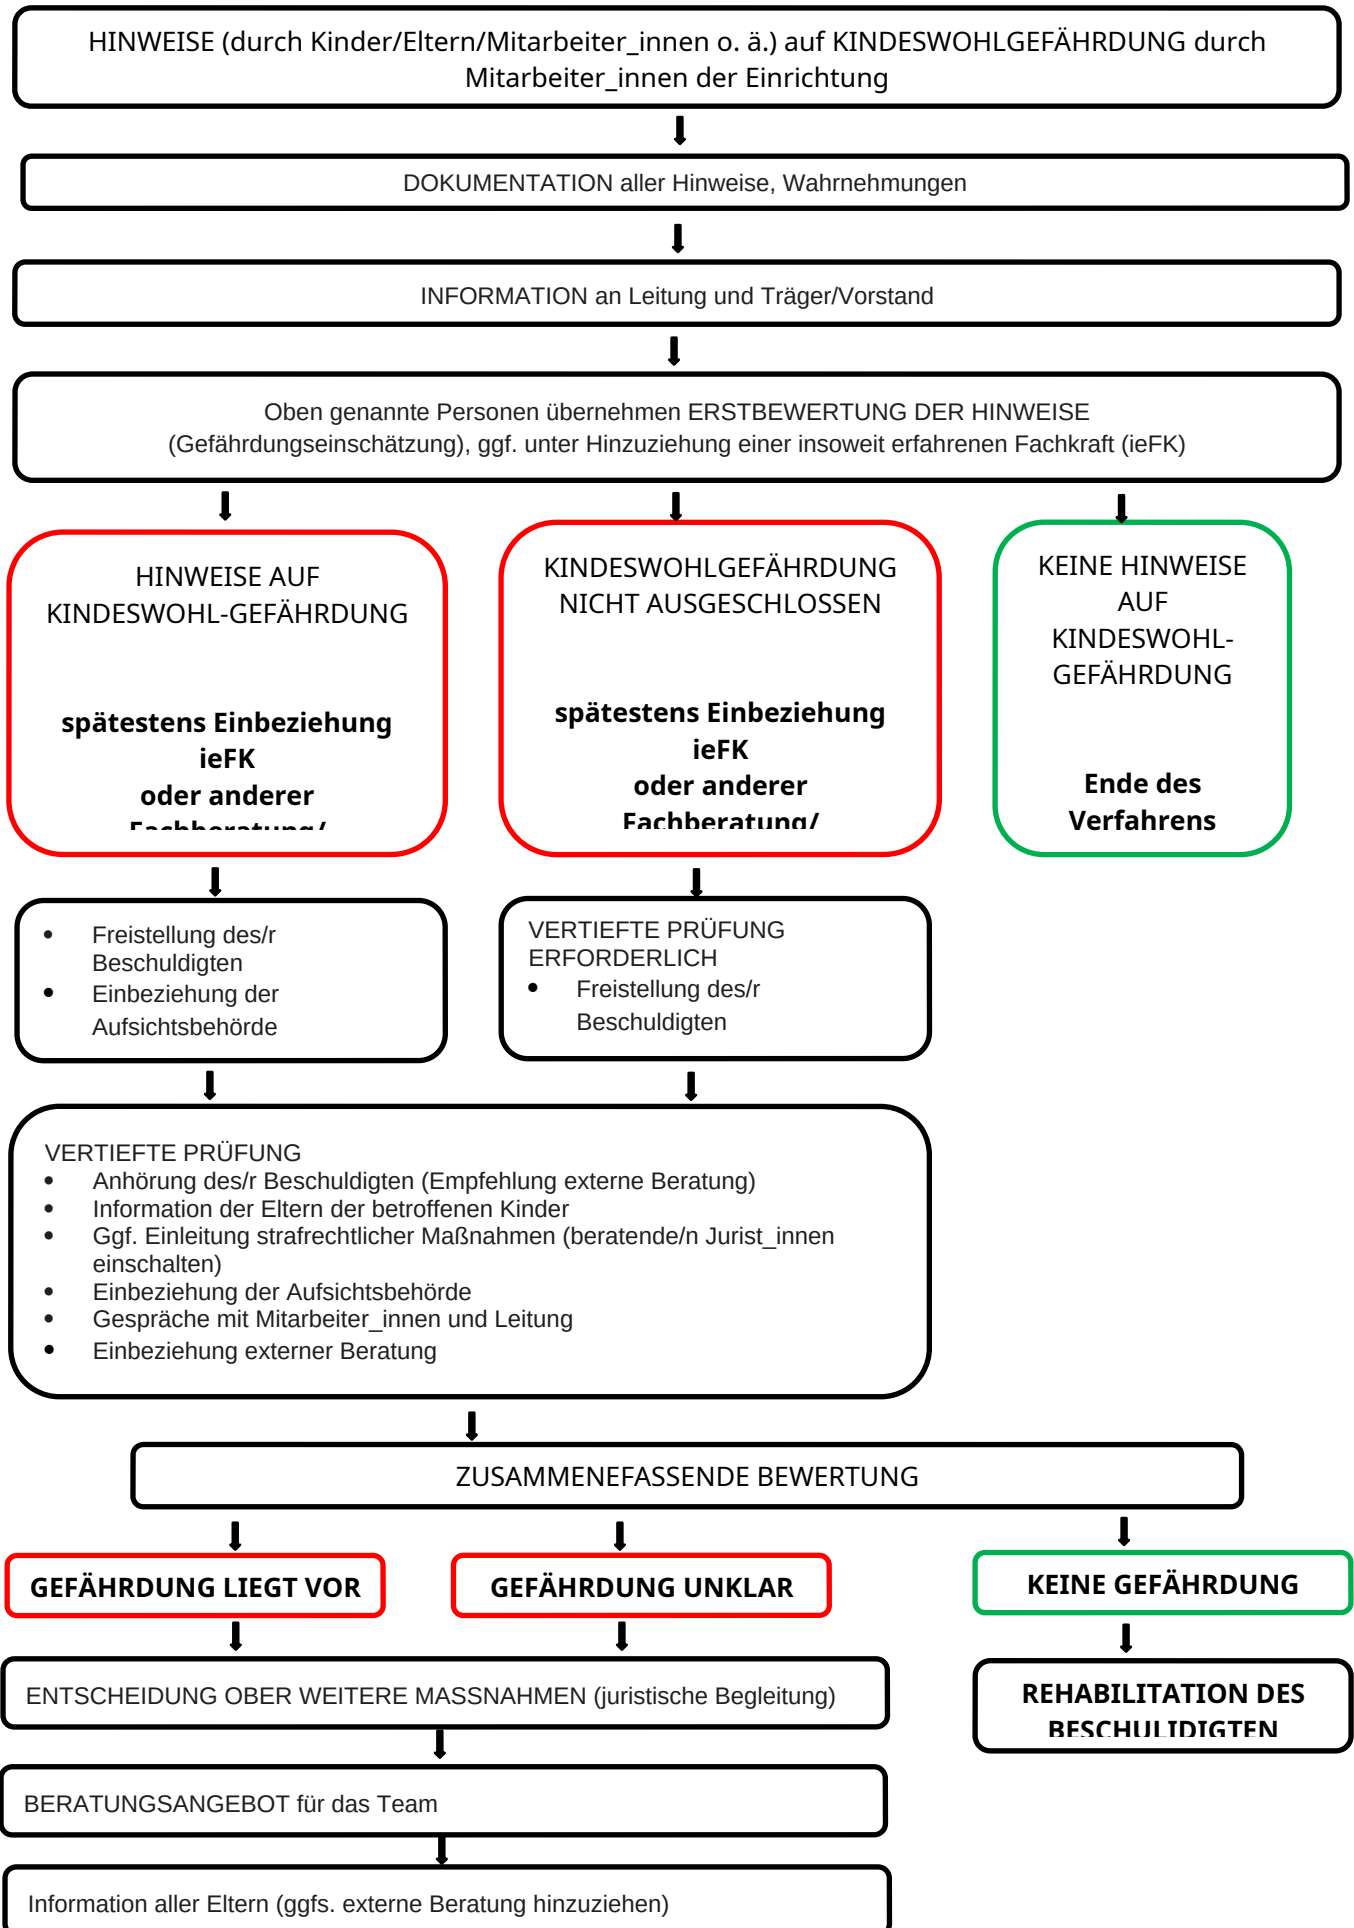 HINWEISE (durch Kinder/Eltern/Mitarbeiter_innen o. ä.) auf KINDESWOHLGEFÄHRDUNG durch
Mitarbeiter_innen der Einrichtung
DOKUMENTATION aller Hinweise, Wahrnehmungen
INFORMATION an Leitung und Träger/Vorstand
Oben genannte Personen übernehmen ERSTBEWERTUNG DER HINWEISE
(Gefährdungseinschätzung), ggf. unter Hinzuziehung einer insoweit erfahrenen Fachkraft (ieFK)
HINWEISE AUF
KINDESWOHL-GEFÄHRDUNG
spätestens Einbeziehung
ieFK
oder anderer
Fachberatung/
KINDESWOHLGEFÄHRDUNG
NICHT AUSGESCHLOSSEN
spätestens Einbeziehung
ieFK
oder anderer
Fachberatung/
KEINE HINWEISE
AUF
KINDESWOHL-
GEFÄHRDUNG
Ende des
Verfahrens
• Freistellung des/r
Beschuldigten
• Einbeziehung der
Aufsichtsbehörde
VERTIEFTE PRÜFUNG
ERFORDERLICH
• Freistellung des/r
Beschuldigten
VERTIEFTE PRÜFUNG
• Anhörung des/r Beschuldigten (Empfehlung externe Beratung)
• Information der Eltern der betroffenen Kinder
• Ggf. Einleitung strafrechtlicher Maßnahmen (beratende/n Jurist_innen
einschalten)
• Einbeziehung der Aufsichtsbehörde
• Gespräche mit Mitarbeiter_innen und Leitung
• Einbeziehung externer Beratung
ZUSAMMENEFASSENDE BEWERTUNG
GEFÄHRDUNG LIEGT VOR
GEFÄHRDUNG UNKLAR
KEINE GEFÄHRDUNG
ENTSCHEIDUNG OBER WEITERE MASSNAHMEN (juristische Begleitung)
REHABILITATION DES
BESCHULIDIGTEN
BERATUNGSANGEBOT für das Team
Information aller Eltern (ggfs. externe Beratung hinzuziehen)